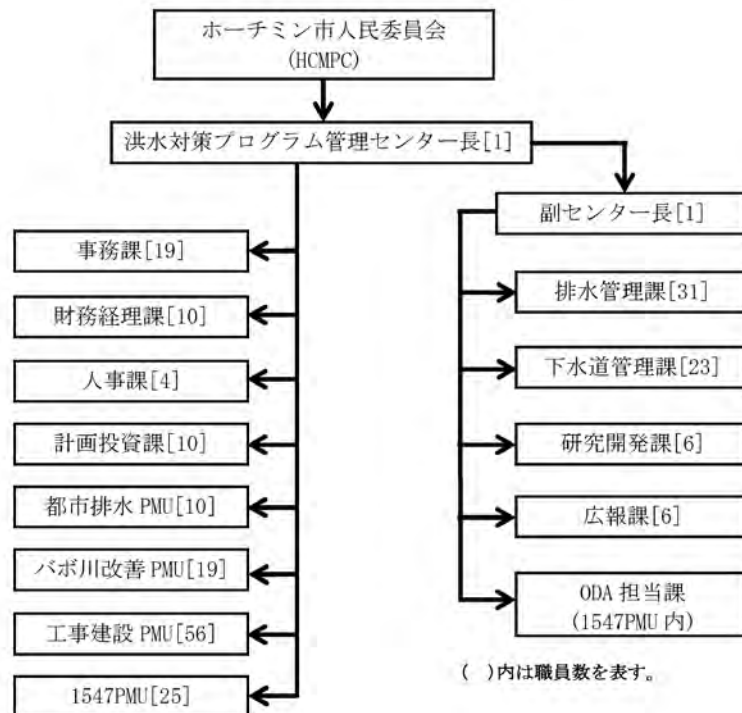 ホーチミン市人民委員会
(HCMPC)
洪水対策プログラム管理センター長[1]
事務課[19]
財務経理課[10]
人事課[4]
計画投資課[10]
都市排水 PMU[10]
バボ川改善 PMU[19]
工事建設 PMU[56]
1547PMU[25]
副センター長[1]
排水管理課[31]
下水道管理課[23]
研究開発課[6]
広報課[6]
ODA 担当課
(1547PMU 内)
( )内は職員数を表す。